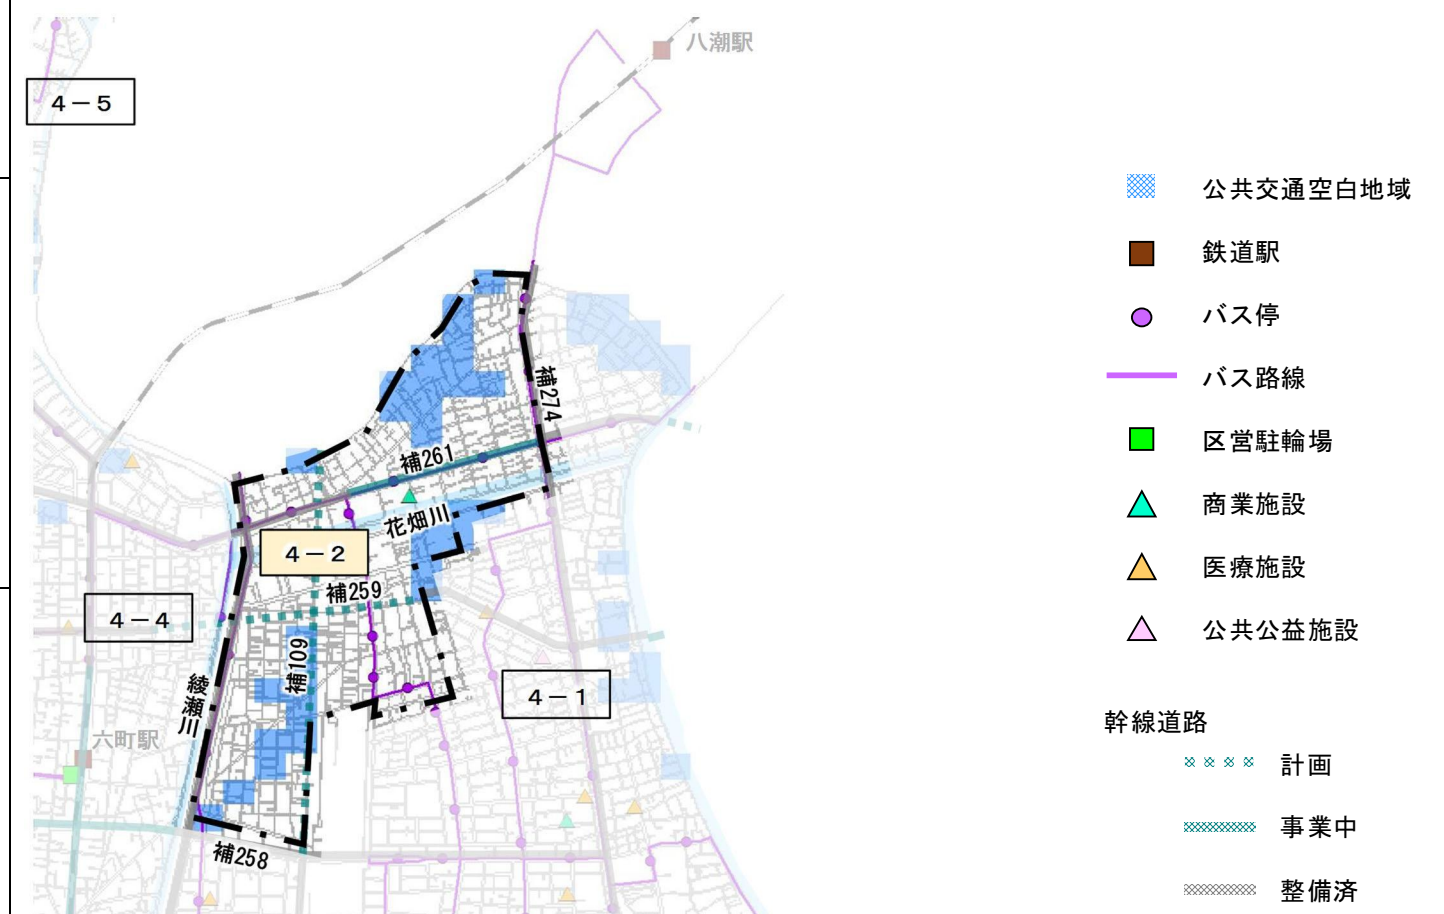 八潮駅
4－5
補274
補261
花畑川
4－2
補259
4－4
補109
綾瀬川
4－1
六町駅
補258
公共交通空白地域
鉄道駅
バス停
バス路線
区営駐輪場
商業施設
医療施設
公共公益施設
幹線道路
計画
事業中
整備済